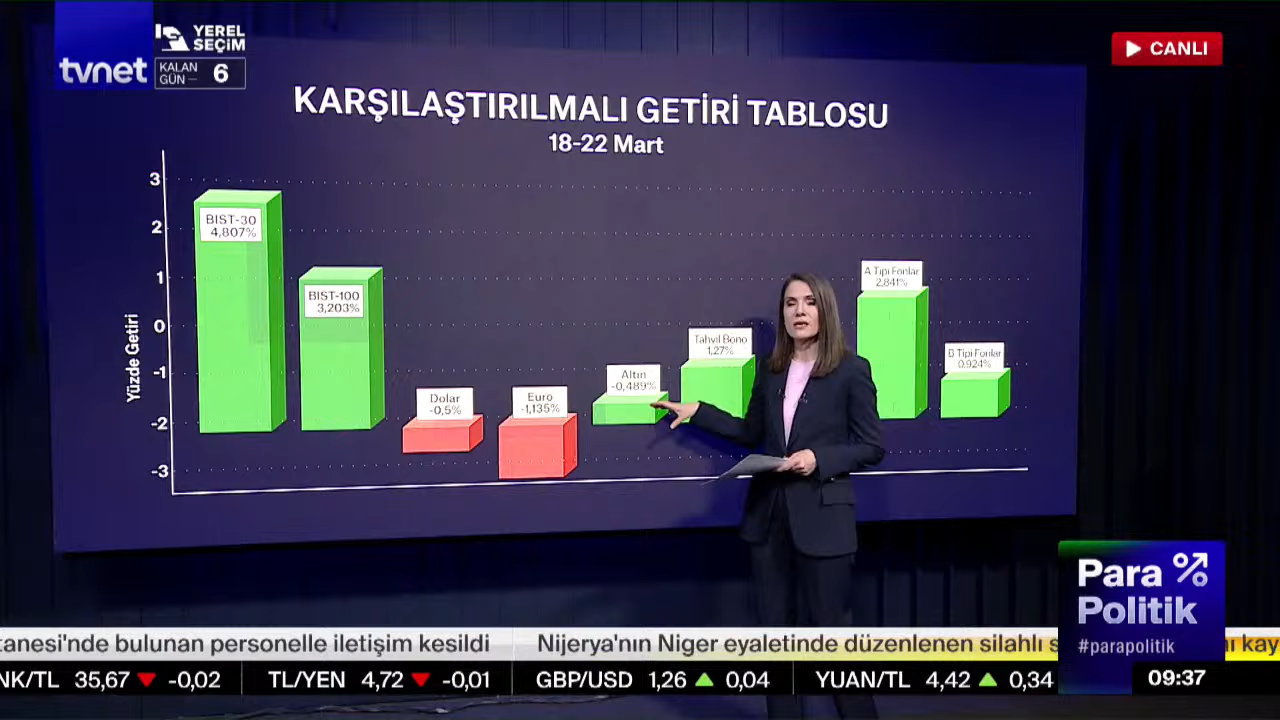 YEREL
SEÇİM
tvnet
KALAN
GÜN
6
CANLI
KARŞILAŞTIRILMALI GETİRİ TABLOSU
18-22 Mart
Yüzde Getiri
3
2
1
0
-1
-2
-3
BIST-30
4,807%
BIST-100
3,203%
Dolar
-0,5%
Euro
-1,135%
Altın
-0,489%
Tahvil Bono
1,27%
A Tipi Fonlar
2,841%
B Tipi Fonlar
0,924%
Para %
Politik
#parapolitik
tanesi'nde bulunan personelle iletişim kesildi
Nijerya'nın Niger eyaletinde düzenlenen silahlı s
NK/TL 35,67 -0,02 TL/YEN 4,72 -0,01 GBP/USD 1,26 0,04 YUAN/TL 4,42 0,34
09:37